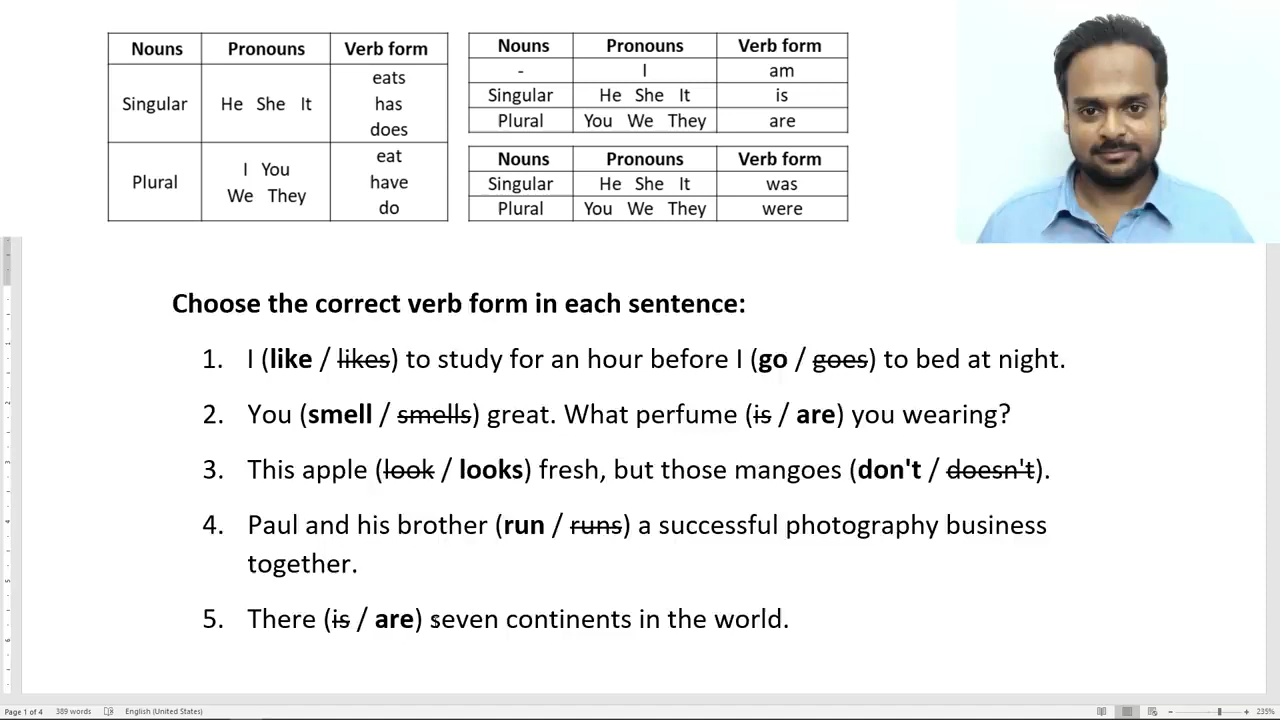 Nouns Pronouns Verb form
Singular He She It eats
has
does
Plural I You
We They eat
have
do
Nouns Pronouns Verb form
- I am
Singular He She It is
Plural You We They are
Nouns Pronouns Verb form
Singular He She It was
Plural You We They were
Choose the correct verb form in each sentence:
1. I (like / likes) to study for an hour before I (go / goes) to bed at night.
2. You (smell / smells) great. What perfume (is / are) you wearing?
3. This apple (look / looks) fresh, but those mangoes (don't / doesn't).
4. Paul and his brother (run / runs) a successful photography business
together.
5. There (is / are) seven continents in the world.
Page 1 of 4 389 words English (United States) 235%